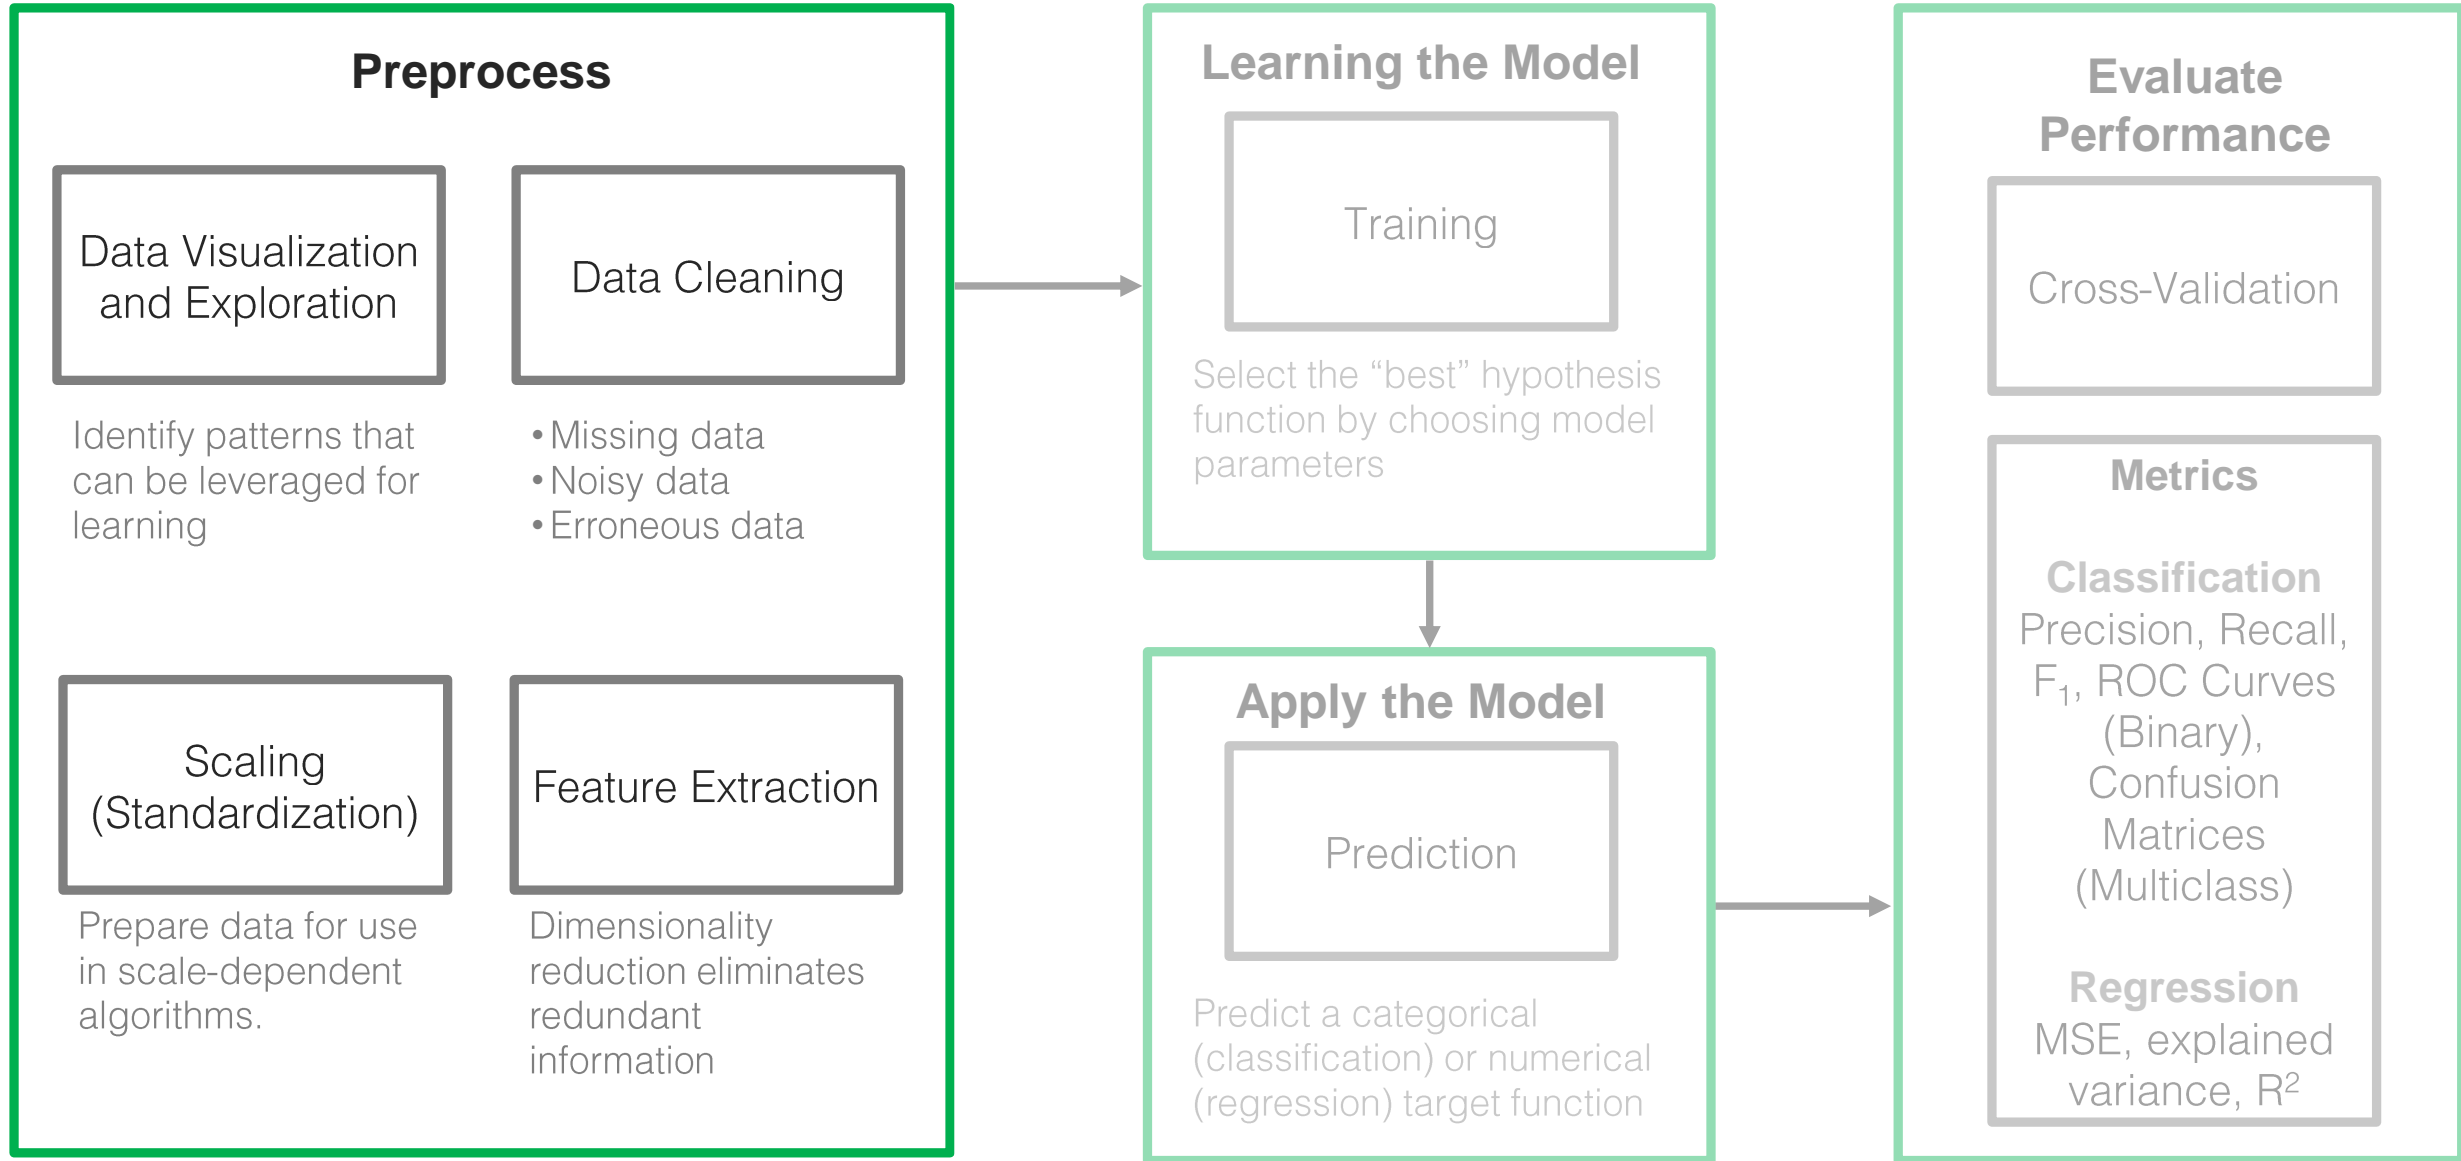 Preprocess
Data Visualization
and Exploration
Identify patterns that
can be leveraged for
learning
Data Cleaning
•Missing data
•Noisy data
•Erroneous data
Scaling
(Standardization)
Prepare data for use
in scale-dependent
algorithms.
Feature Extraction
Dimensionality
reduction eliminates
redundant
information
Learning the Model
Training
Select the “best” hypothesis
function by choosing model
parameters
Apply the Model
Prediction
Predict a categorical
(classification) or numerical
(regression) target function
Evaluate
Performance
Cross-Validation
Metrics
Classification
Precision, Recall,
F₁, ROC Curves
(Binary),
Confusion
Matrices
(Multiclass)
Regression
MSE, explained
variance, R²